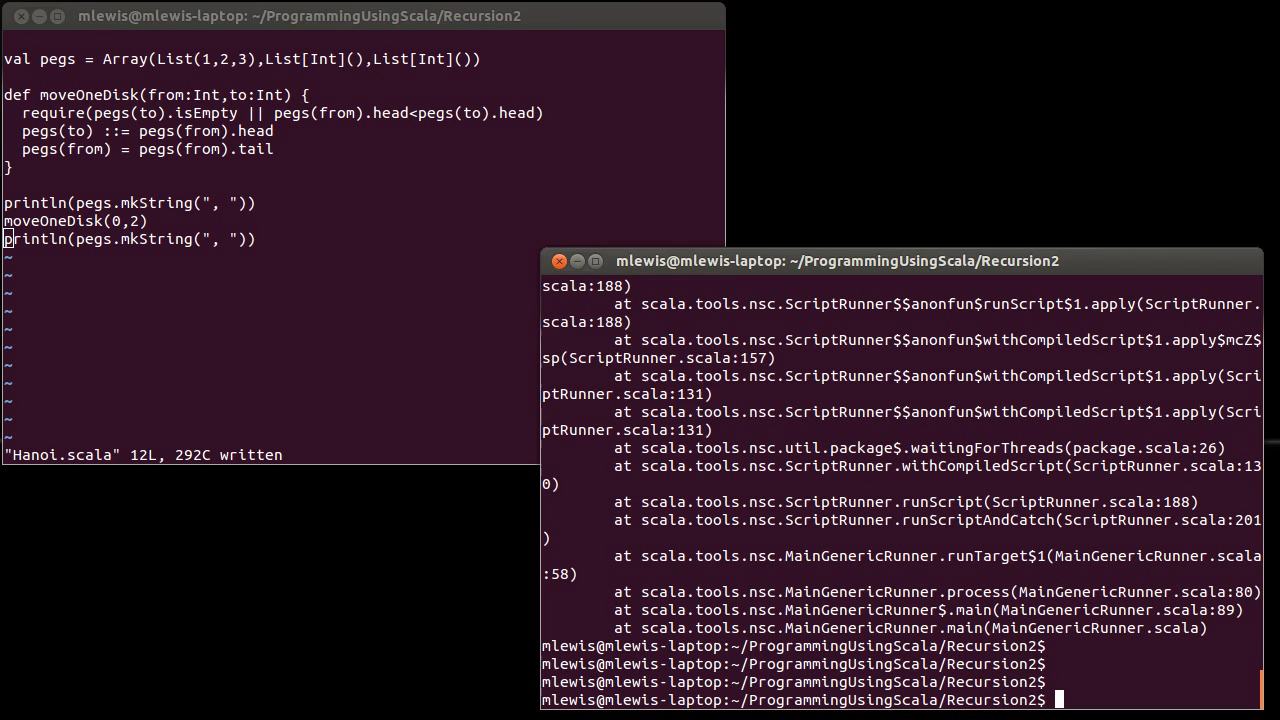 mlewis@mlewis-laptop: ~/ProgrammingUsingScala/Recursion2
val pegs = Array(List(1,2,3),List[Int](),List[Int]())
def moveOneDisk(from:Int,to:Int) {
  require(pegs(to).isEmpty || pegs(from).head<pegs(to).head)
  pegs(to) ::= pegs(from).head
  pegs(from) = pegs(from).tail
}
println(pegs.mkString(", "))
moveOneDisk(0,2)
println(pegs.mkString(", "))
~
~
~
~
~
~
~
~
~
~
~
"Hanoi.scala" 12L, 292C written
mlewis@mlewis-laptop: ~/ProgrammingUsingScala/Recursion2
scala:188)
        at scala.tools.nsc.ScriptRunner$$anonfun$runScript$1.apply(ScriptRunner.
scala:188)
        at scala.tools.nsc.ScriptRunner$$anonfun$withCompiledScript$1.apply$mcZ$
sp(ScriptRunner.scala:157)
        at scala.tools.nsc.ScriptRunner$$anonfun$withCompiledScript$1.apply(Scri
ptRunner.scala:131)
        at scala.tools.nsc.ScriptRunner$$anonfun$withCompiledScript$1.apply(Scri
ptRunner.scala:131)
        at scala.tools.nsc.util.package$.waitingForThreads(package.scala:26)
        at scala.tools.nsc.ScriptRunner.withCompiledScript(ScriptRunner.scala:13
0)
        at scala.tools.nsc.ScriptRunner.runScript(ScriptRunner.scala:188)
        at scala.tools.nsc.ScriptRunner.runScriptAndCatch(ScriptRunner.scala:201
)
        at scala.tools.nsc.MainGenericRunner.runTarget$1(MainGenericRunner.scala
:58)
        at scala.tools.nsc.MainGenericRunner.process(MainGenericRunner.scala:80)
        at scala.tools.nsc.MainGenericRunner$.main(MainGenericRunner.scala:89)
        at scala.tools.nsc.MainGenericRunner.main(MainGenericRunner.scala)
mlewis@mlewis-laptop:~/ProgrammingUsingScala/Recursion2$
mlewis@mlewis-laptop:~/ProgrammingUsingScala/Recursion2$
mlewis@mlewis-laptop:~/ProgrammingUsingScala/Recursion2$
mlewis@mlewis-laptop:~/ProgrammingUsingScala/Recursion2$